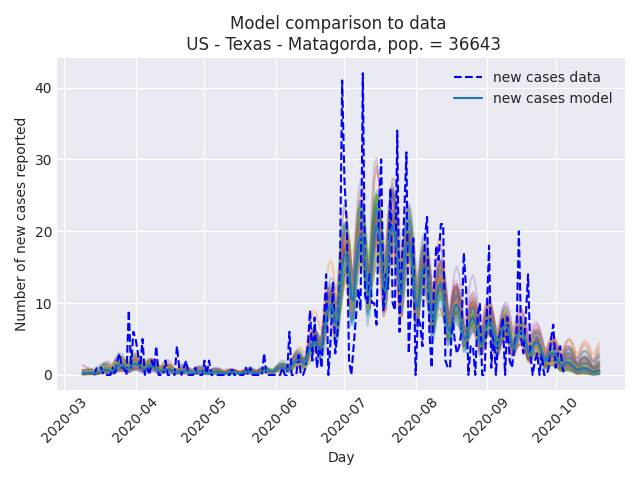 Model comparison to data
US - Texas - Matagorda, pop. = 36643
new cases data
new cases model
Number of new cases reported
40
30
20
10
0
2020-03
2020-04
2020-05
2020-06
2020-07
2020-08
2020-09
2020-10
Day